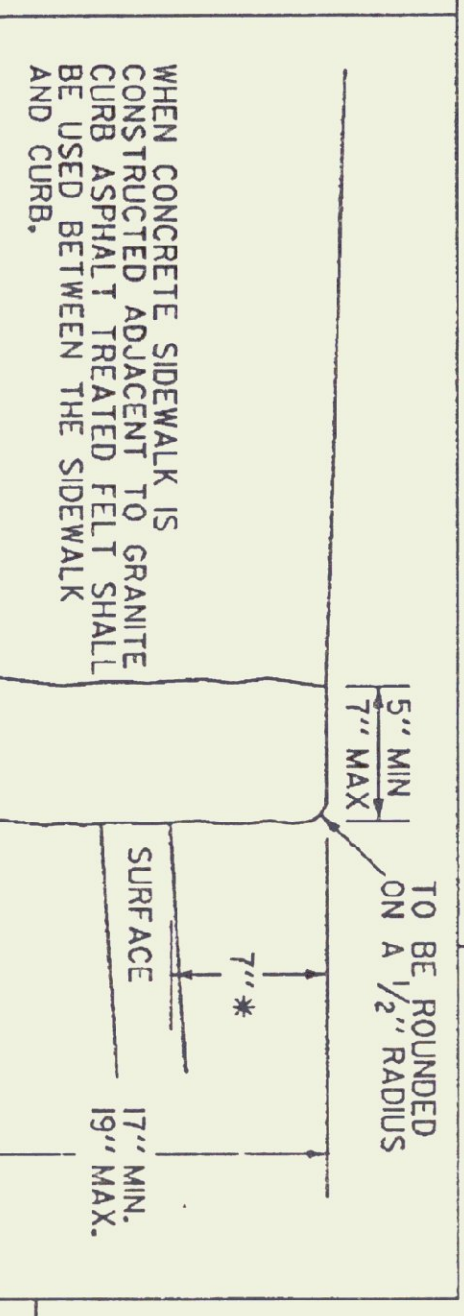 WHEN CONCRETE SIDEWALK IS
CONSTRUCTED ADJACENT TO GRANITE
CURB ASPHALT TREATED FELT SHALL
BE USED BETWEEN THE SIDEWALK
AND CURB.
5" MIN
7" MAX
TO BE ROUNDED
ON A 1/2" RADIUS
SURFACE
7" *
17" MIN.
19" MAX.